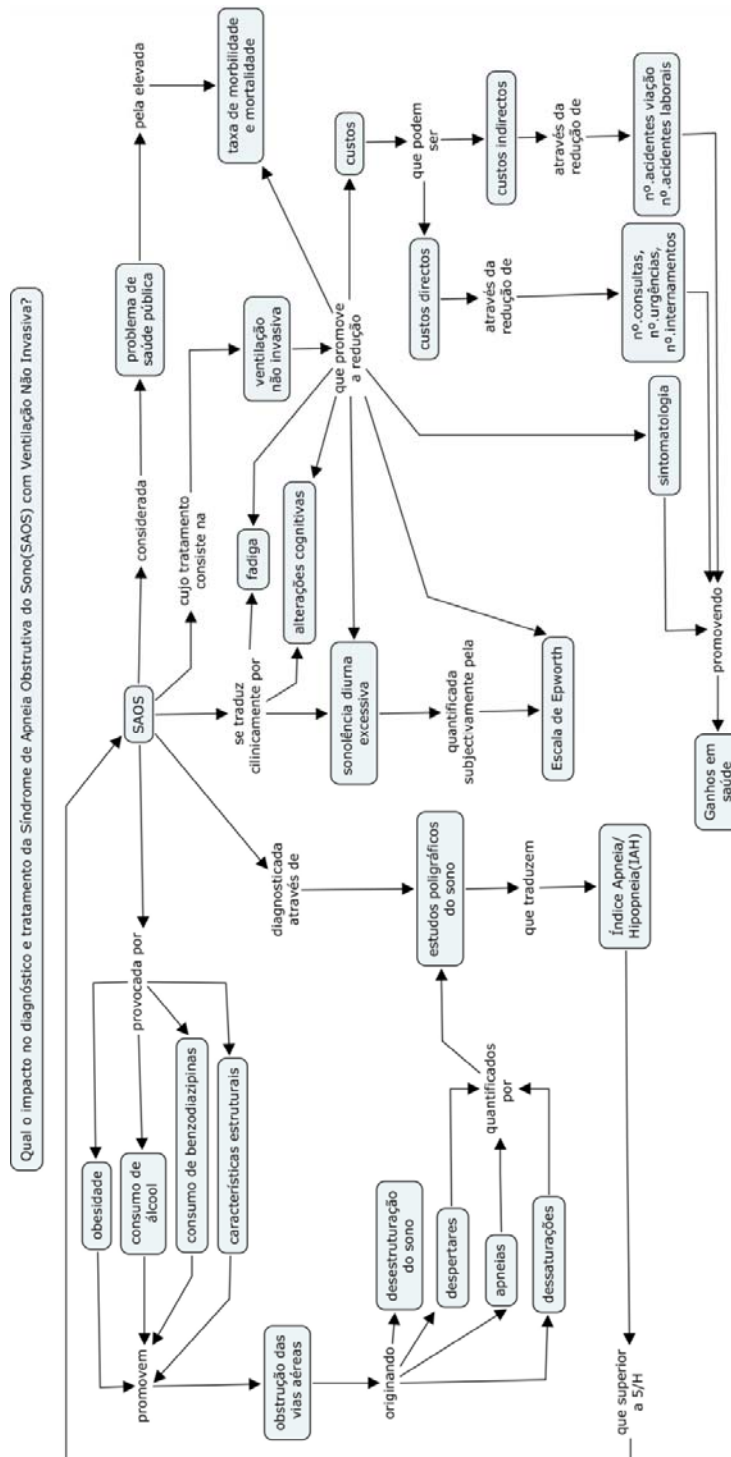 Qual o impacto no diagnóstico e tratamento da Síndrome de Apneia Obstrutiva do Sono(SAOS) com Ventilação Não Invasiva?
SAOS
considerada
problema de
saúde pública
pela elevada
taxa de morbilidade
e mortalidade
cujo tratamento
consiste na
ventilação
não invasiva
que promove
a redução
custos
que podem
ser
custos directos
custos indirectos
através da
redução de
através da
redução de
nº.consultas,
nº.urgências,
nº.internamentos
nº.acidentes viação
nº.acidentes laborais
sintomatologia
promovendo
Ganhos em
saúde
se traduz
cilinicamente por
fadiga
alterações cognitivas
sonolência diurna
excessiva
quantificada
subjectivamente pela
Escala de Epworth
diagnosticada
através de
estudos poligráficos
do sono
que traduzem
Índice Apneia/
Hipopneia(IAH)
que superior
a 5/H
provocada por
obesidade
consumo de
álcool
consumo de benzodiazipinas
características estruturais
promovem
obstrução das
vias aéreas
originando
desestruturação
do sono
despertares
apneias
dessaturações
quantificados
por